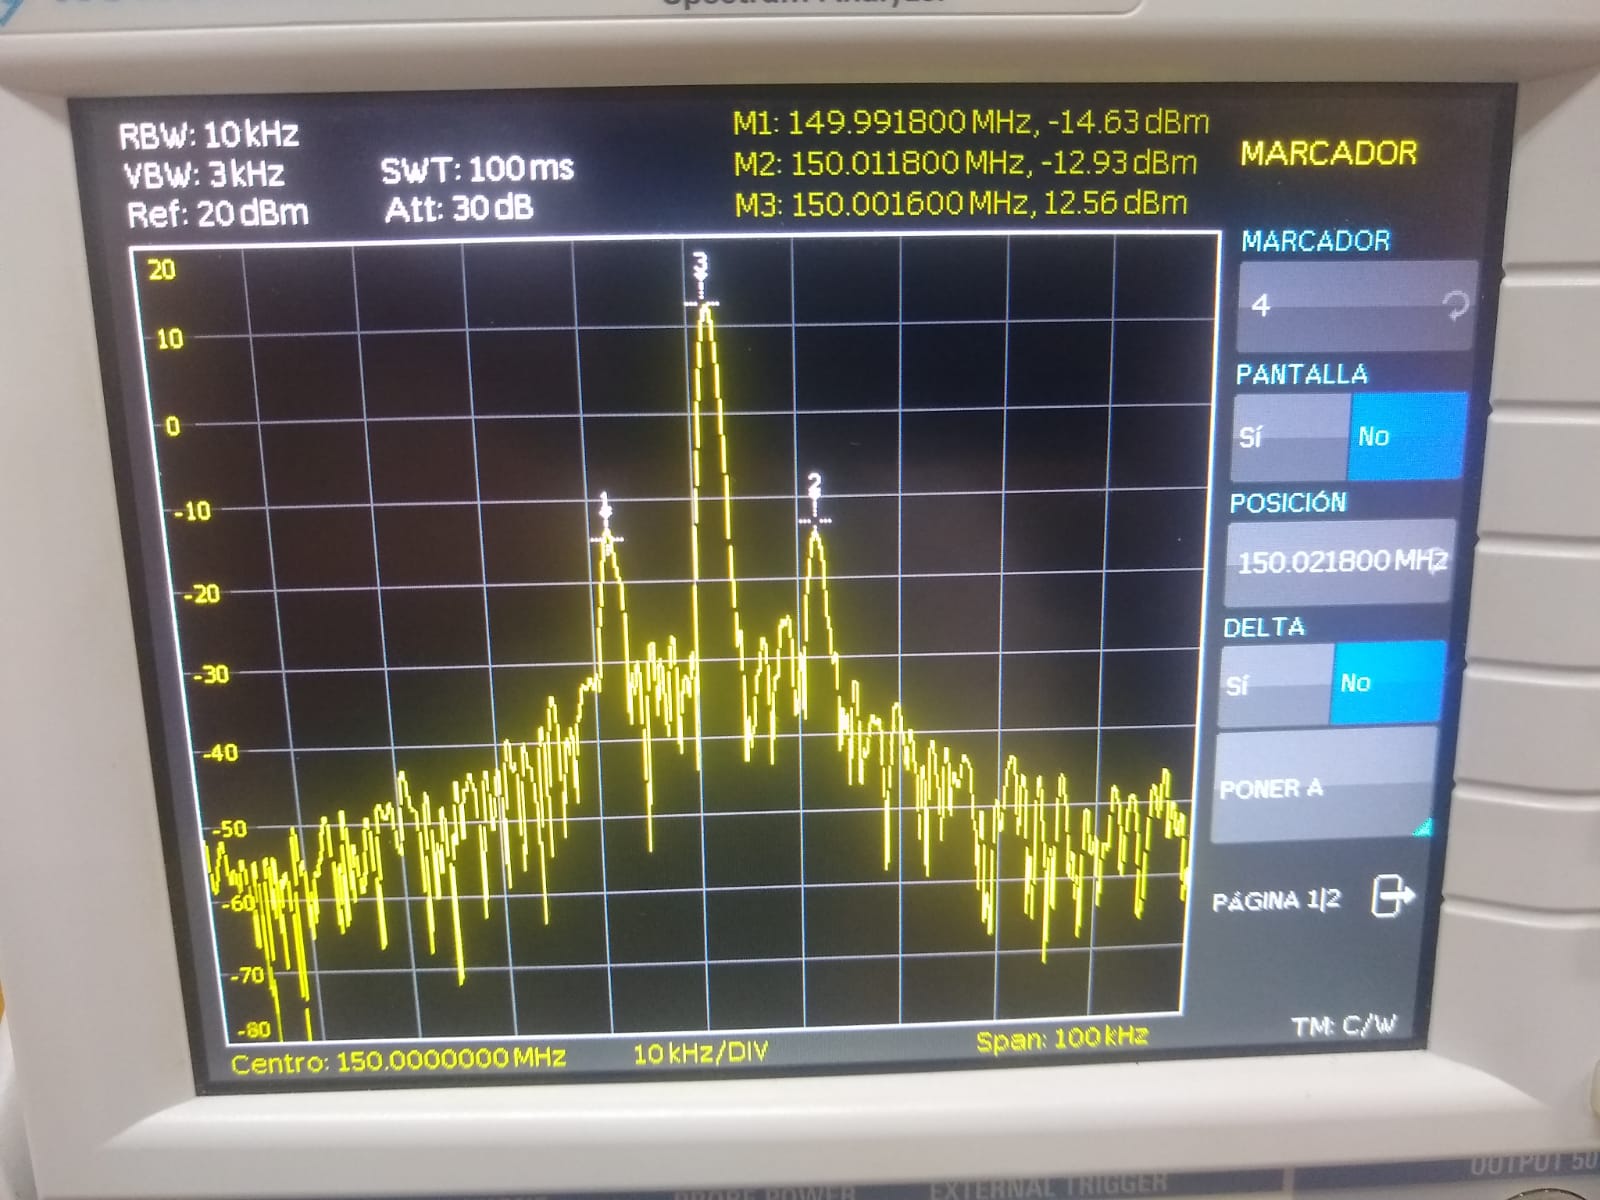 Spectrum Analyzer
RBW: 10 kHz
VBW: 3 kHz
SWT: 100 ms
Ref: 20 dBm
Att: 30 dB
M1: 149.991800 MHz, -14.63 dBm
M2: 150.011800 MHz, -12.93 dBm
M3: 150.001600 MHz, 12.56 dBm
MARCADOR
20
10
0
-10
-20
-30
-40
-50
-60
-70
-80
1
3
2
Centro: 150.0000000 MHz
10 kHz/DIV
Span: 100 kHz
MARCADOR
4
PANTALLA
Sí No
POSICIÓN
150.021800 MHz
DELTA
Sí No
PONER A
PÁGINA 1|2
TM: C/W
PROBE POWER
EXTERNAL TRIGGER
OUTPUT 50